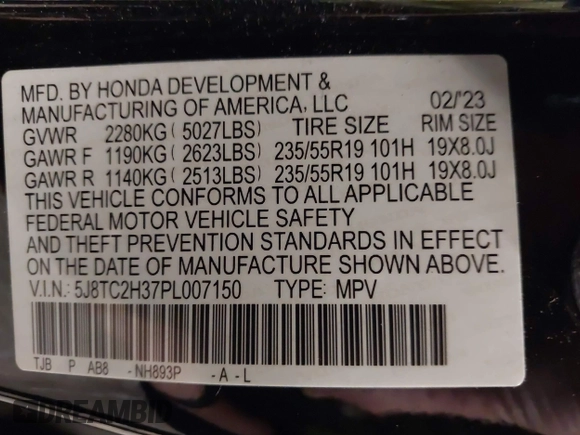 MFD. BY HONDA DEVELOPMENT &
MANUFACTURING OF AMERICA, LLC 02/'23
GVWR 2280KG ( 5027LBS) TIRE SIZE RIM SIZE
GAWR F 1190KG ( 2623LBS) 235/55R19 101H 19X8.0J
GAWR R 1140KG ( 2513LBS) 235/55R19 101H 19X8.0J
THIS VEHICLE CONFORMS TO ALL APPLICABLE
FEDERAL MOTOR VEHICLE SAFETY
AND THEFT PREVENTION STANDARDS IN EFFECT
ON THE DATE OF MANUFACTURE SHOWN ABOVE.
V.I.N.: 5J8TC2H37PL007150 TYPE: MPV
TJB P AB8 - NH893P - A - L
DREAMBID